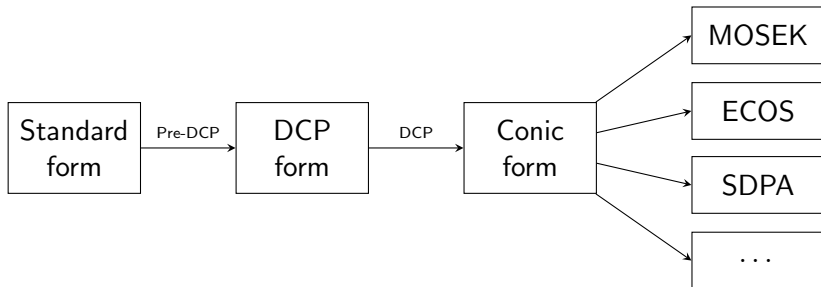 Standard
form
Pre-DCP
DCP
form
DCP
Conic
form
MOSEK
ECOS
SDPA
...